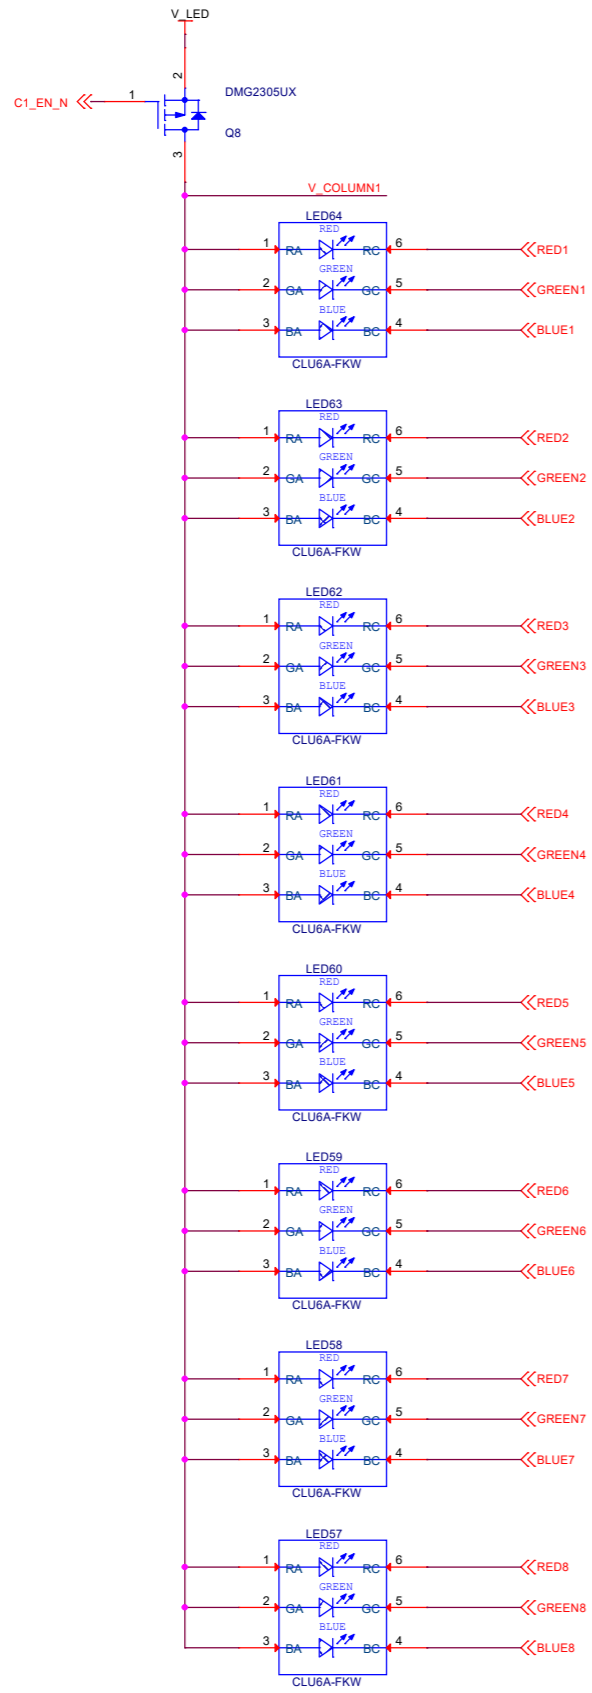 V_LED
2
C1_EN_N 1 DMG2305UX
Q8
3
V_COLUMN1
LED64
RED
1 RA RC 6 RED1
GREEN
2 GA GC 5 GREEN1
BLUE
3 BA BC 4 BLUE1
CLU6A-FKW
LED63
RED
1 RA RC 6 RED2
GREEN
2 GA GC 5 GREEN2
BLUE
3 BA BC 4 BLUE2
CLU6A-FKW
LED62
RED
1 RA RC 6 RED3
GREEN
2 GA GC 5 GREEN3
BLUE
3 BA BC 4 BLUE3
CLU6A-FKW
LED61
RED
1 RA RC 6 RED4
GREEN
2 GA GC 5 GREEN4
BLUE
3 BA BC 4 BLUE4
CLU6A-FKW
LED60
RED
1 RA RC 6 RED5
GREEN
2 GA GC 5 GREEN5
BLUE
3 BA BC 4 BLUE5
CLU6A-FKW
LED59
RED
1 RA RC 6 RED6
GREEN
2 GA GC 5 GREEN6
BLUE
3 BA BC 4 BLUE6
CLU6A-FKW
LED58
RED
1 RA RC 6 RED7
GREEN
2 GA GC 5 GREEN7
BLUE
3 BA BC 4 BLUE7
CLU6A-FKW
LED57
RED
1 RA RC 6 RED8
GREEN
2 GA GC 5 GREEN8
BLUE
3 BA BC 4 BLUE8
CLU6A-FKW